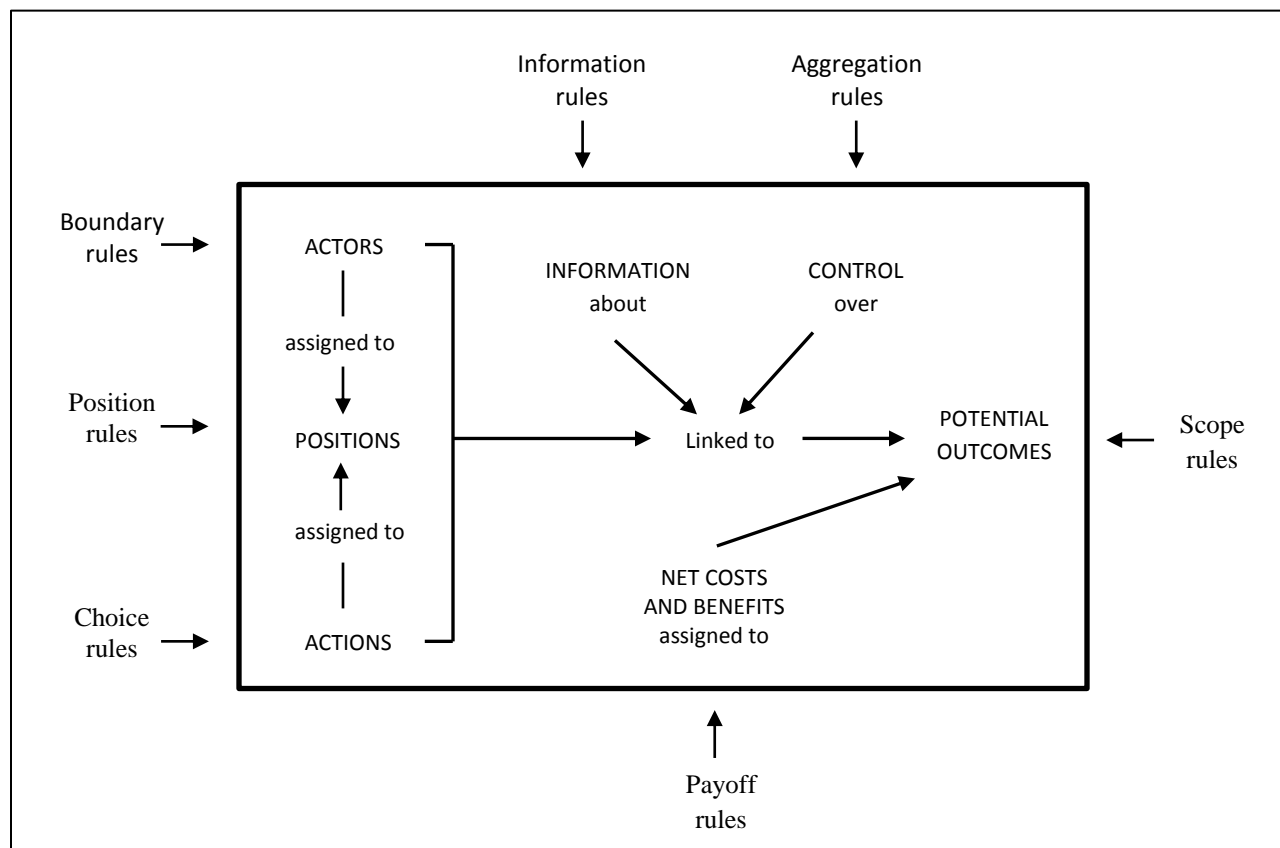 Information
rules
Aggregation
rules
Boundary
rules
ACTORS
INFORMATION
about
CONTROL
over
assigned to
Position
rules
POSITIONS
Linked to
POTENTIAL
OUTCOMES
Scope
rules
assigned to
NET COSTS
AND BENEFITS
assigned to
Choice
rules
ACTIONS
Payoff
rules